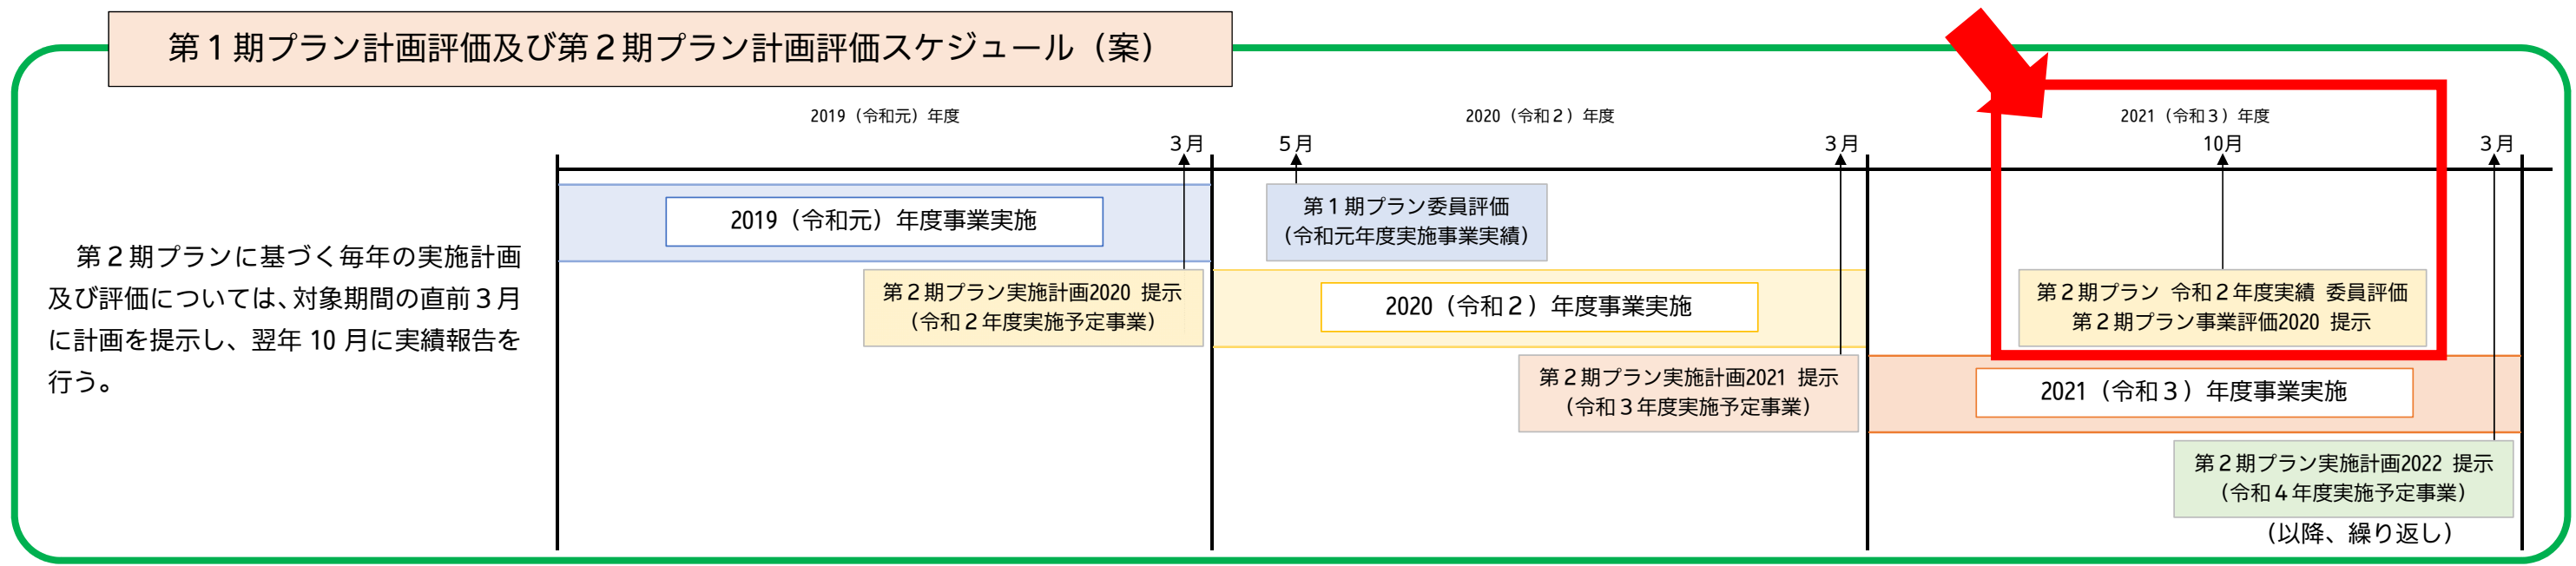 第１期プラン計画評価及び第２期プラン計画評価スケジュール（案）
2019（令和元）年度
2020（令和２）年度
2021（令和３）年度
３月
５月
３月
10月
３月
第２期プランに基づく毎年の実施計画
及び評価については、対象期間の直前３月
に計画を提示し、翌年 10 月に実績報告を
行う。
2019（令和元）年度事業実施
第１期プラン委員評価
（令和元年度実施事業実績）
第２期プラン実施計画2020 提示
（令和２年度実施予定事業）
2020（令和２）年度事業実施
第２期プラン 令和２年度実績 委員評価
第２期プラン事業評価2020 提示
第２期プラン実施計画2021 提示
（令和３年度実施予定事業）
2021（令和３）年度事業実施
第２期プラン実施計画2022 提示
（令和４年度実施予定事業）
（以降、繰り返し）